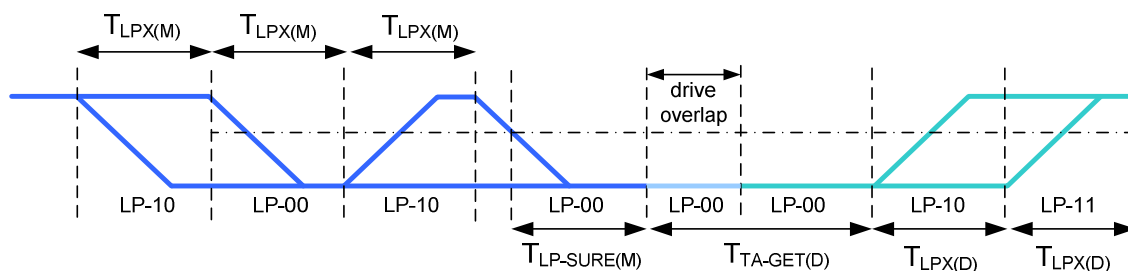 TLPX(M) TLPX(M) TLPX(M)
drive
overlap
LP-10 LP-00 LP-10 LP-00 LP-00 LP-00 LP-10 LP-11
TLP-SURE(M) TTA-GET(D) TLPX(D) TLPX(D)